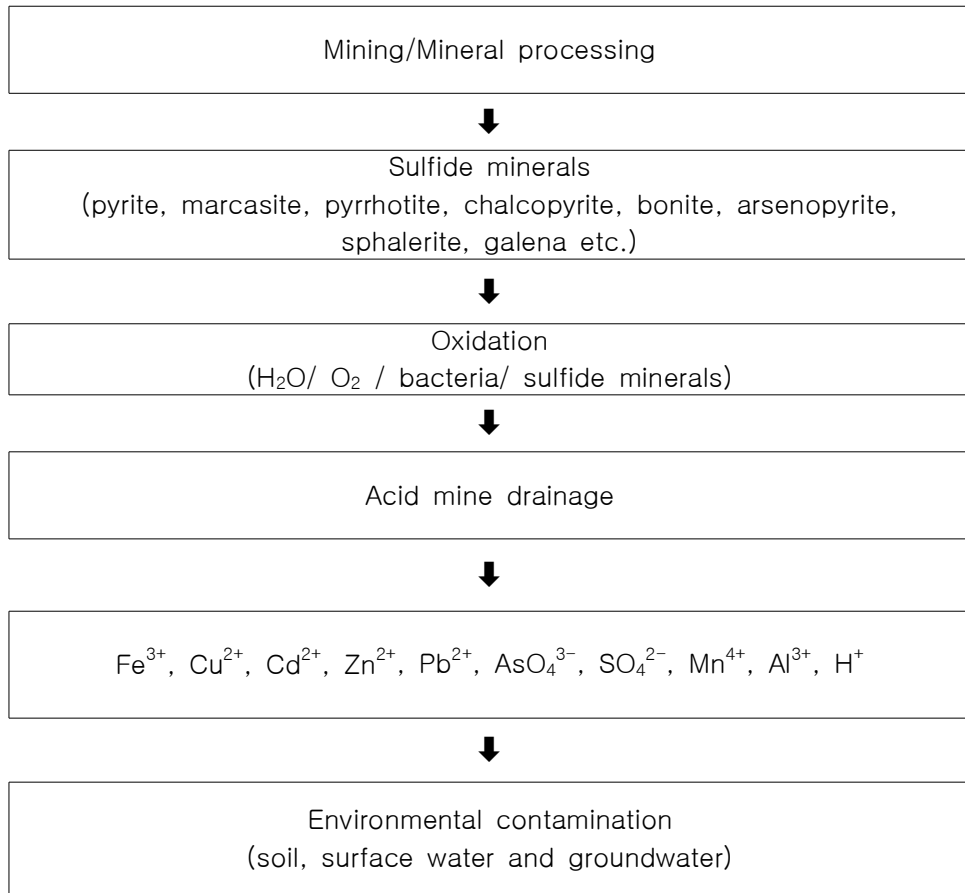 Mining/Mineral processing
Sulfide minerals
(pyrite, marcasite, pyrrhotite, chalcopyrite, bonite, arsenopyrite,
sphalerite, galena etc.)
Oxidation
(H₂O/ O₂ / bacteria/ sulfide minerals)
Acid mine drainage
Fe³⁺, Cu²⁺, Cd²⁺, Zn²⁺, Pb²⁺, AsO₄³⁻, SO₄²⁻, Mn⁴⁺, Al³⁺, H⁺
Environmental contamination
(soil, surface water and groundwater)